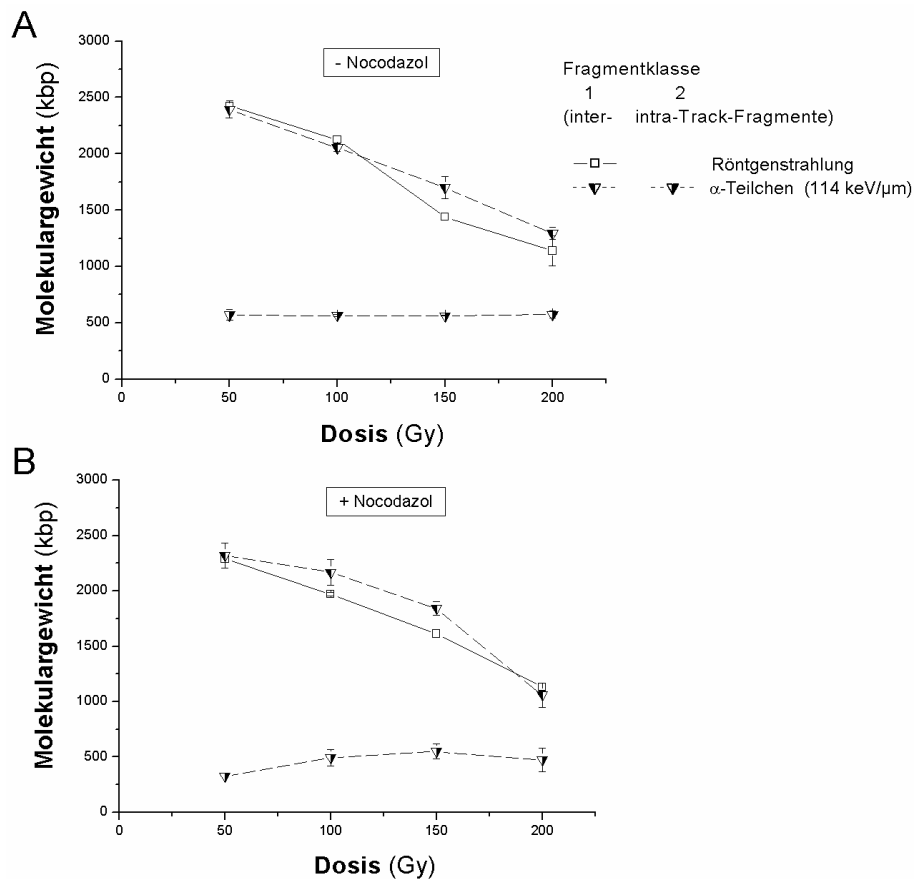 A
3000
2500
2000
1500
1000
500
0
Molekulargewicht (kbp)
- Nocodazol
0 50 100 150 200
Dosis (Gy)
Fragmentklasse
1 2
(inter- intra-Track-Fragmente)
Röntgenstrahlung
α-Teilchen (114 keV/µm)
B
3000
2500
2000
1500
1000
500
0
Molekulargewicht (kbp)
+ Nocodazol
0 50 100 150 200
Dosis (Gy)